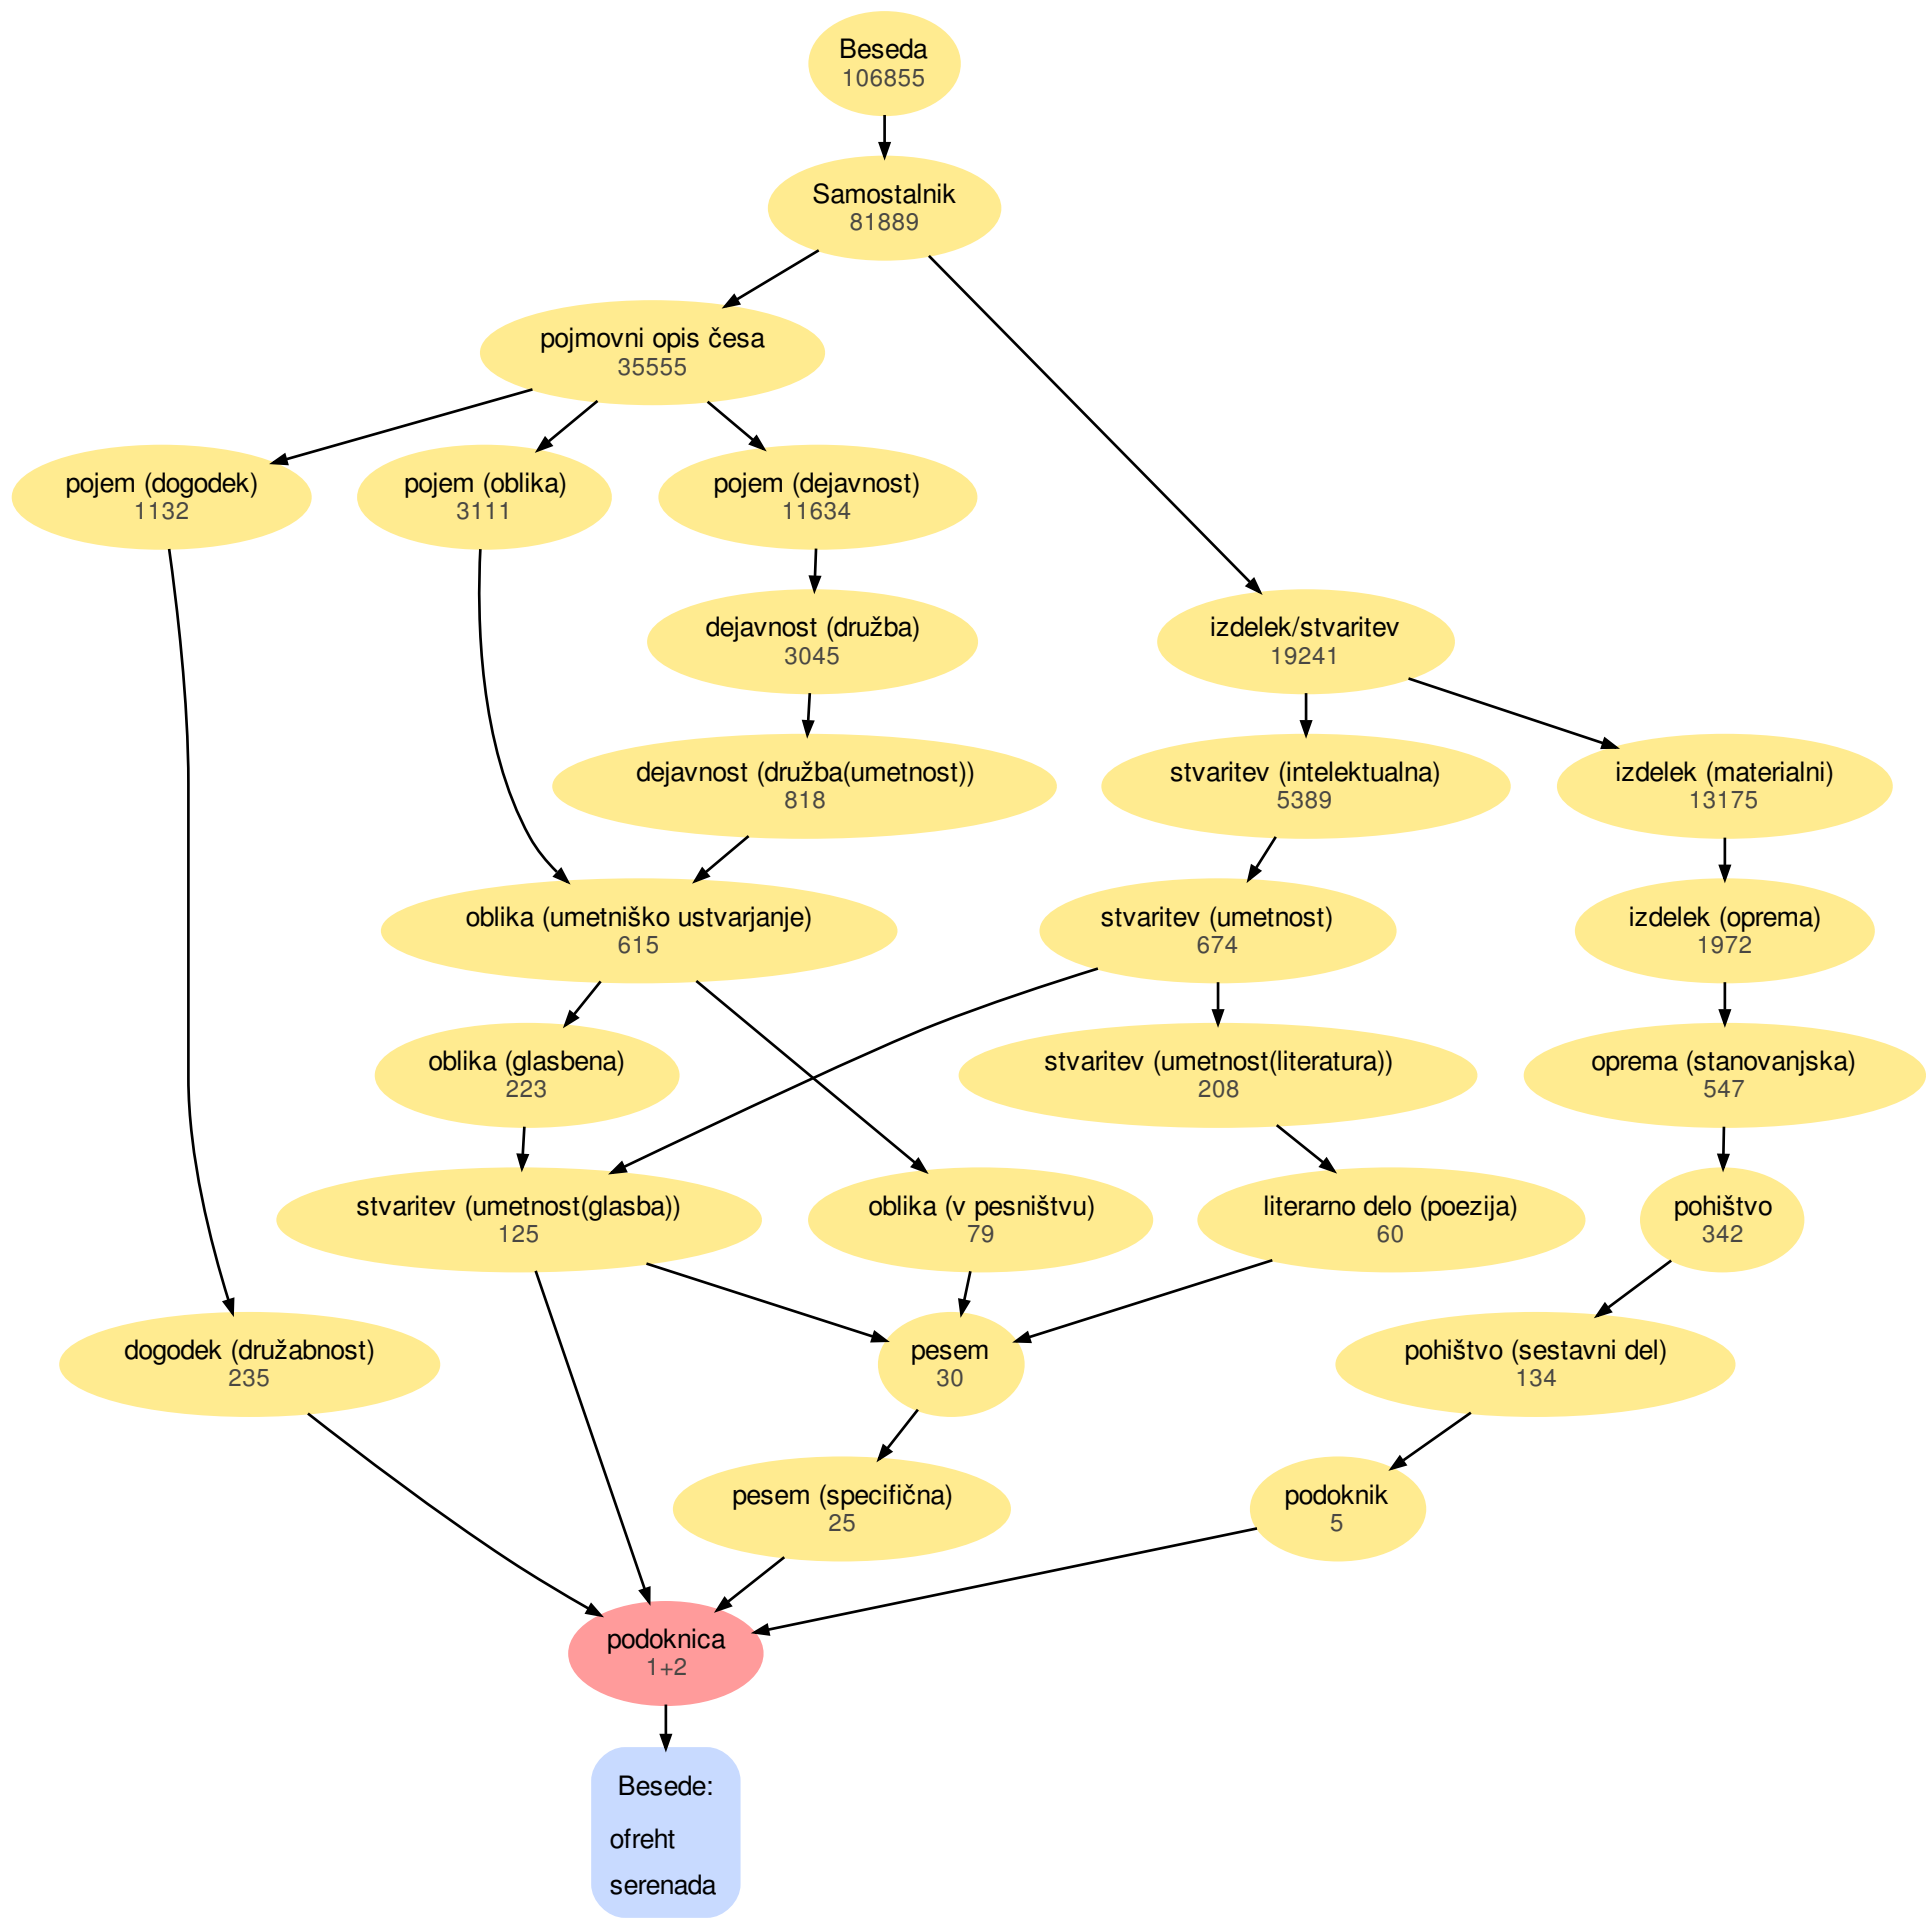 Beseda
106855
Samostalnik
81889
pojmovni opis česa
35555
pojem (dogodek)
1132
pojem (oblika)
3111
pojem (dejavnost)
11634
dejavnost (družba)
3045
izdelek/stvaritev
19241
dejavnost (družba(umetnost))
818
stvaritev (intelektualna)
5389
izdelek (materialni)
13175
oblika (umetniško ustvarjanje)
615
stvaritev (umetnost)
674
izdelek (oprema)
1972
oblika (glasbena)
223
stvaritev (umetnost(literatura))
208
oprema (stanovanjska)
547
stvaritev (umetnost(glasba))
125
oblika (v pesništvu)
79
literarno delo (poezija)
60
pohištvo
342
dogodek (družabnost)
235
pesem
30
pohištvo (sestavni del)
134
pesem (specifična)
25
podoknik
5
podoknica
1+2
Besede:
ofreht
serenada